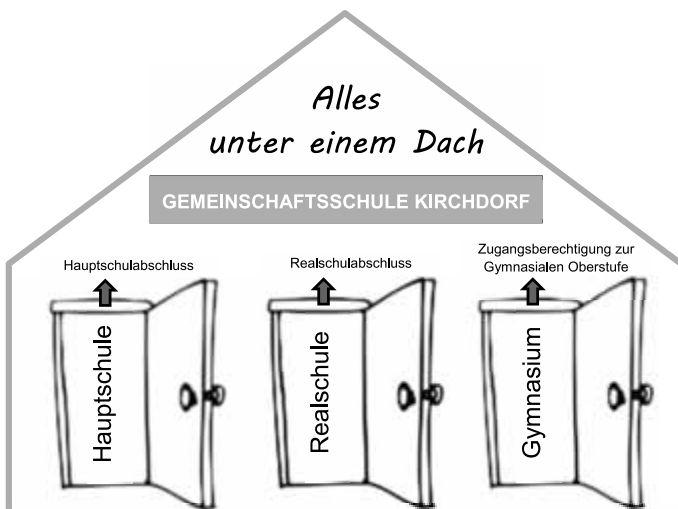 Alles
unter einem Dach
GEMEINSCHAFTSSCHULE KIRCHDORF
Hauptschulabschluss
Realschulabschluss
Zugangsberechtigung zur
Gymnasialen Oberstufe
Hauptschule
Realschule
Gymnasium